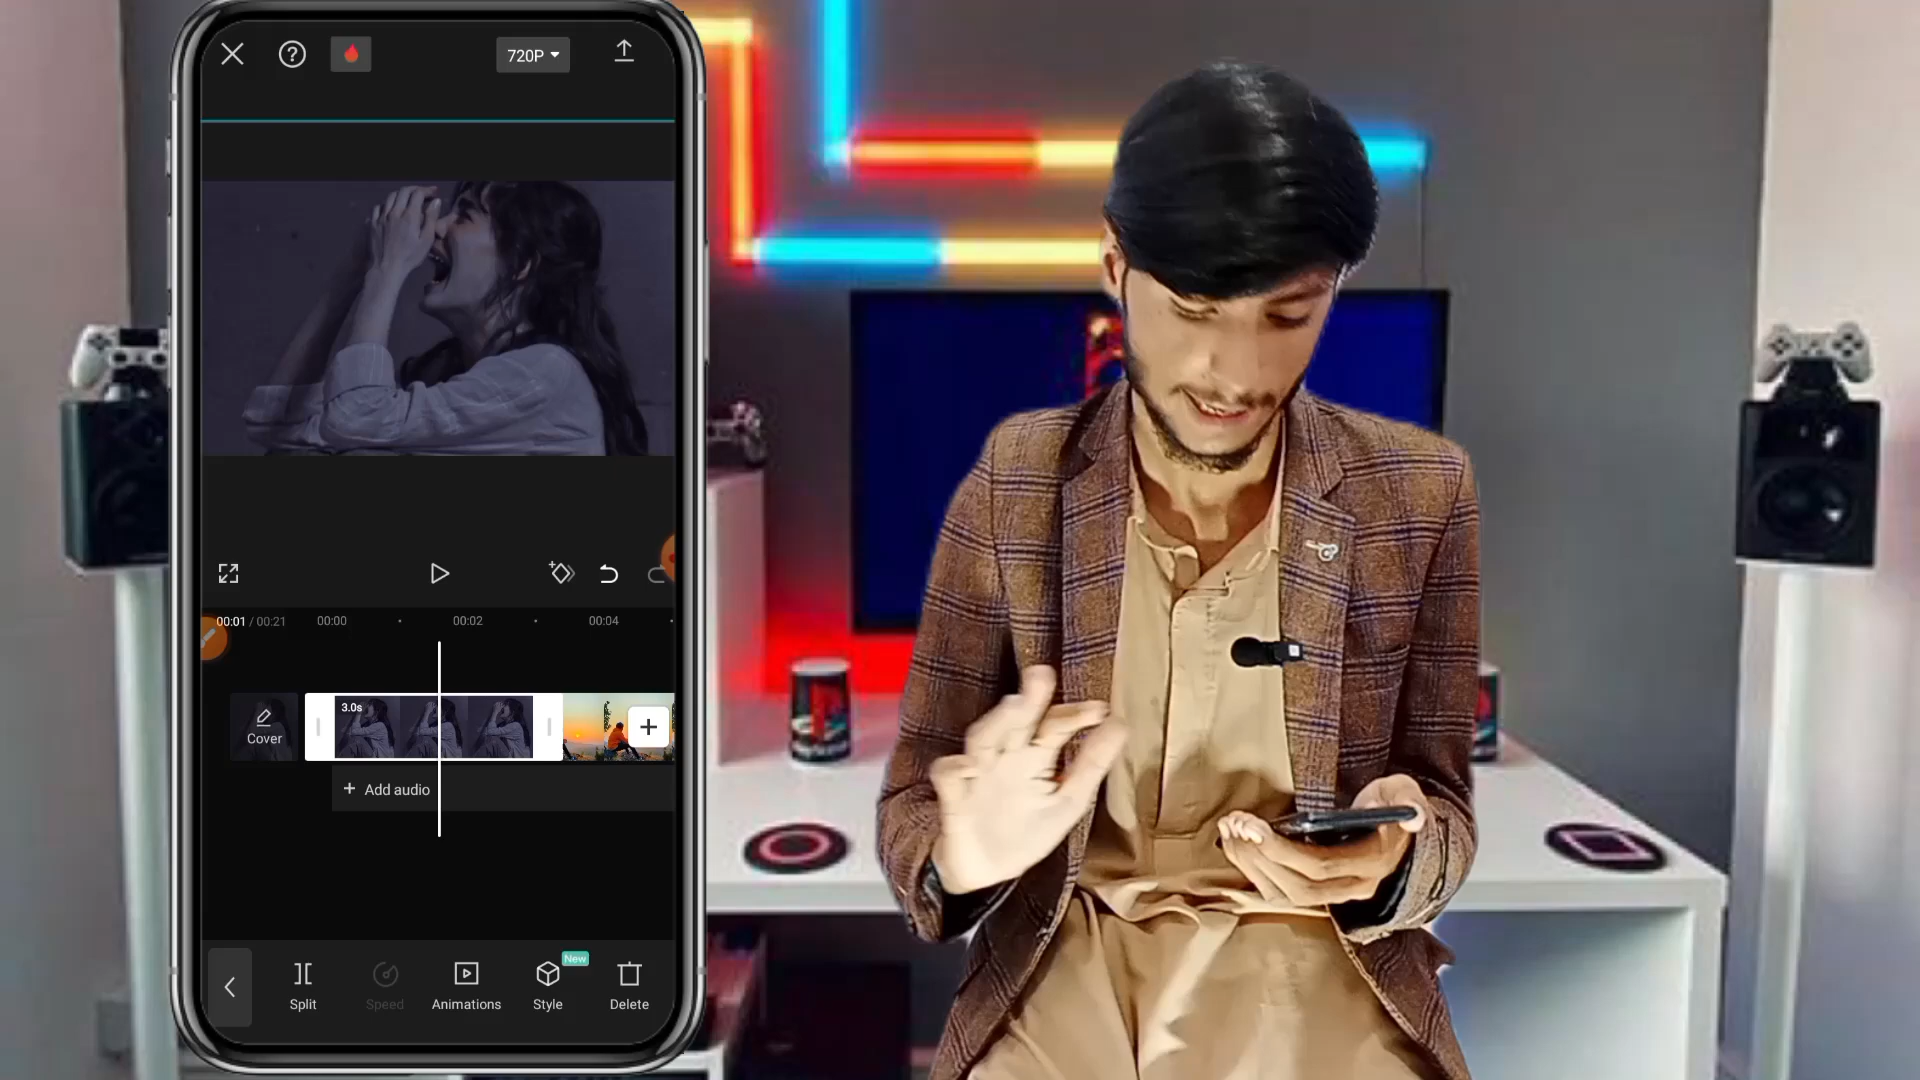 720P
00:01 / 00:21
00:00
00:02
00:04
3.0s
Cover
+ Add audio
New
Split
Speed
Animations
Style
Delete